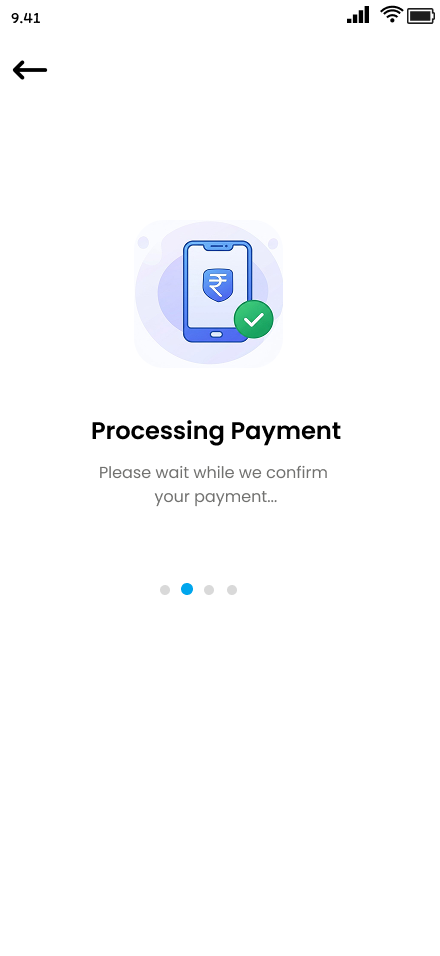 9.41
₹
Processing Payment
Please wait while we confirm
your payment...